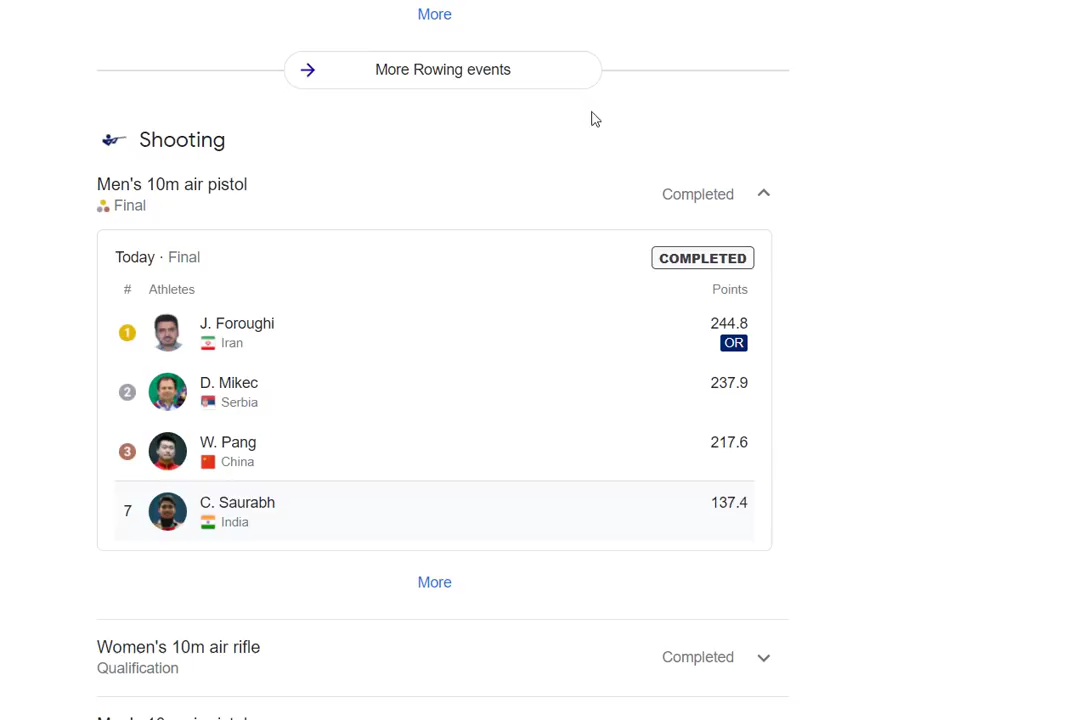 More
More Rowing events
Shooting
Men's 10m air pistol
Final
Completed
Today · Final
COMPLETED
# Athletes Points
1 J. Foroughi 244.8
Iran OR
2 D. Mikec 237.9
Serbia
3 W. Pang 217.6
China
7 C. Saurabh 137.4
India
More
Women's 10m air rifle
Qualification
Completed